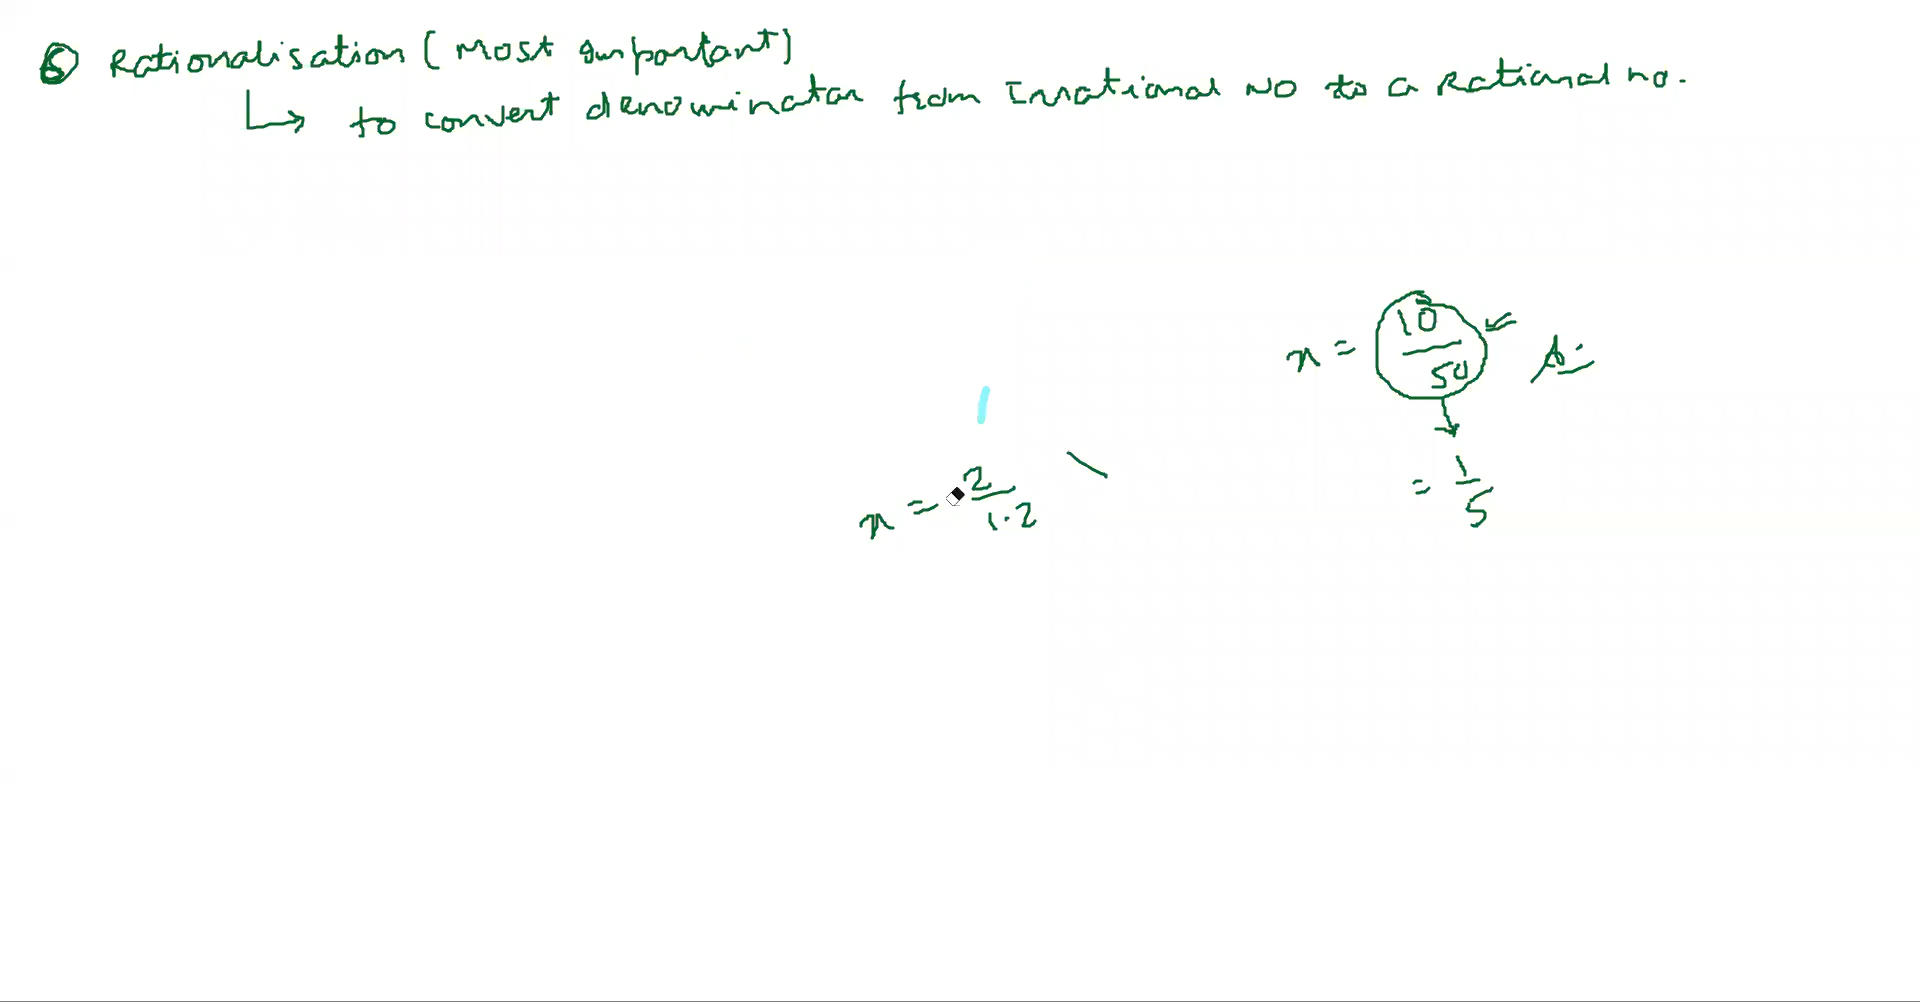 6 Rationalisation (Most Important)
↳ to convert denominator from Irrational No to a Rational no.
x = 10/50
x = 2/1.2
= 1/5